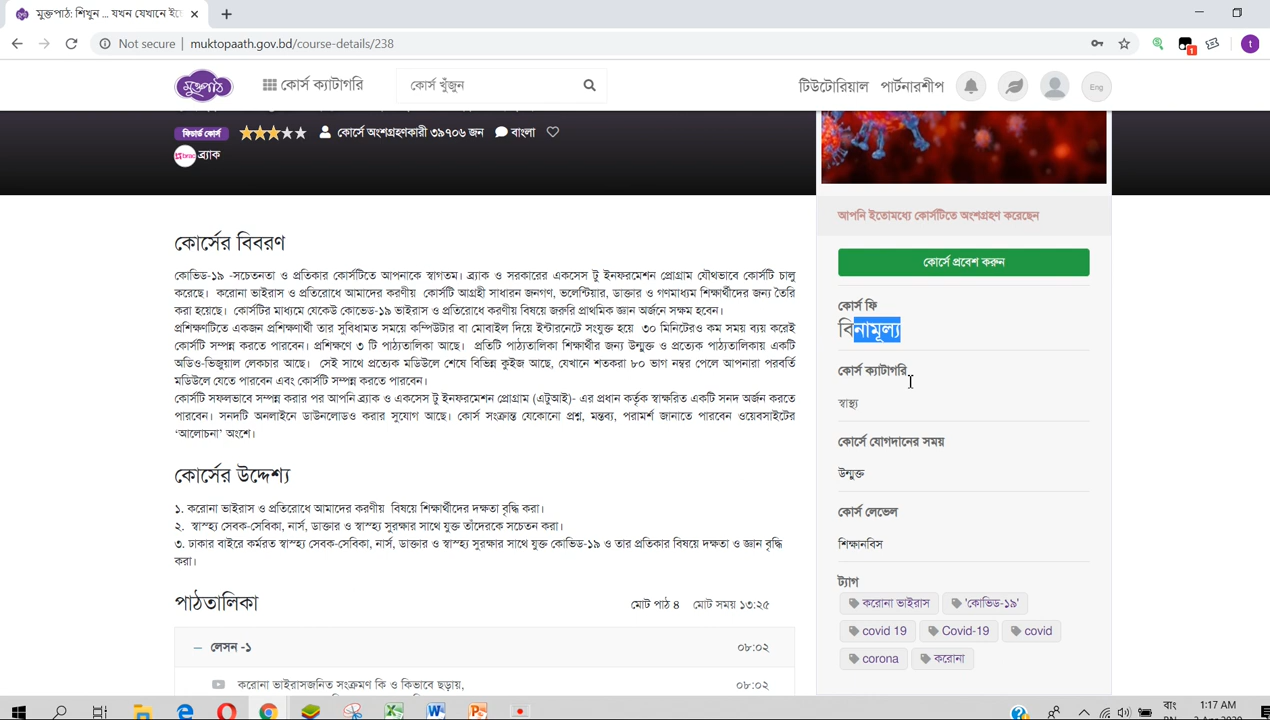 মুক্তপাঠ: শিখুন ... যখন যেখানে ইচ্ছে
Not secure muktopaath.gov.bd/course-details/238
1
t
মুক্তপাঠ
কোর্স ক্যাটাগরি
কোর্স খুঁজুন
টিউটোরিয়াল পার্টনারশীপ
Eng
ফিচার্ড কোর্স কোর্সে অংশগ্রহণকারী ৩৯৭০৬ জন বাংলা
brac ব্র্যাক
কোর্সের বিবরণ
কোভিড-১৯ -সচেতনতা ও প্রতিকার কোর্সটিতে আপনাকে স্বাগতম। ব্র্যাক ও সরকারের একসেস টু ইনফরমেশন প্রোগ্রাম যৌথভাবে কোর্সটি চালু
করেছে। করোনা ভাইরাস ও প্রতিরোধে আমাদের করণীয় কোর্সটি আগ্রহী সাধারন জনগণ, ভলেন্টিয়ার, ডাক্তার ও গণমাধ্যম শিক্ষার্থীদের জন্য তৈরি
করা হয়েছে। কোর্সটির মাধ্যমে যেকেউ কোভেড-১৯ ভাইরাস ও প্রতিরোধে করণীয় বিষয়ে জরুরি প্রাথমিক জ্ঞান অর্জনে সক্ষম হবেন।
প্রশিক্ষণটিতে একজন প্রশিক্ষণার্থী তার সুবিধামত সময়ে কম্পিউটার বা মোবাইল দিয়ে ইন্টারনেটে সংযুক্ত হয়ে ৩০ মিনিটেরও কম সময় ব্যয় করেই
কোর্সটি সম্পন্ন করতে পারবেন। প্রশিক্ষণে ৩ টি পাঠ্যতালিকা আছে। প্রতিটি পাঠ্যতালিকা শিক্ষার্থীর জন্য উন্মুক্ত ও প্রত্যেক পাঠ্যতালিকায় একটি
অডিও-ভিজুয়াল লেকচার আছে। সেই সাথে প্রত্যেক মডিউলে শেষে বিভিন্ন কুইজ আছে, যেখানে শতকরা ৮০ ভাগ নম্বর পেলে আপনারা পরবর্তি
মডিউলে যেতে পারবেন এবং কোর্সটি সম্পন্ন করতে পারবেন।
কোর্সটি সফলভাবে সম্পন্ন করার পর আপনি ব্র্যাক ও একসেস টু ইনফরমেশন প্রোগ্রাম (এটুআই)- এর প্রধান কর্তৃক স্বাক্ষরিত একটি সনদ অর্জন করতে
পারবেন। সনদটি অনলাইনে ডাউনলোডও করার সুযোগ আছে। কোর্স সংক্রান্ত যেকোনো প্রশ্ন, মন্তব্য, পরামর্শ জানাতে পারবেন ওয়েবসাইটের
‘আলোচনা’ অংশে।
কোর্সের উদ্দেশ্য
১. করোনা ভাইরাস ও প্রতিরোধে আমাদের করণীয় বিষয়ে শিক্ষার্থীদের দক্ষতা বৃদ্ধি করা।
২. স্বাস্হ্য সেবক-সেবিকা, নার্স, ডাক্তার ও স্বাস্হ্য সুরক্ষার সাথে যুক্ত তাঁদেরকে সচেতন করা।
৩. ঢাকার বাইরে কর্মরত স্বাস্হ্য সেবক-সেবিকা, নার্স, ডাক্তার ও স্বাস্হ্য সুরক্ষার সাথে যুক্ত কোভিড-১৯ ও তার প্রতিকার বিষয়ে দক্ষতা ও জ্ঞান বৃদ্ধি
করা।
পাঠতালিকা মোট পাঠ 4 মোট সময় ১৩:২৫
লেসন -১ ০৮:০২
করোনা ভাইরাসজনিত সংক্রমণ কি ও কিভাবে ছড়ায়, ০৮:০২
আপনি ইতোমধ্যে কোর্সটিতে অংশগ্রহণ করেছেন
কোর্সে প্রবেশ করুন
কোর্স ফি
বিনামূল্য
কোর্স ক্যাটাগরি
স্বাস্থ্য
কোর্সে যোগদানের সময়
উন্মুক্ত
কোর্স লেভেল
শিক্ষানবিস
ট্যাগ
করোনা ভাইরাস 'কোভিড-১৯'
covid 19 Covid-19 covid
corona করোনা
বাং 1:17 AM